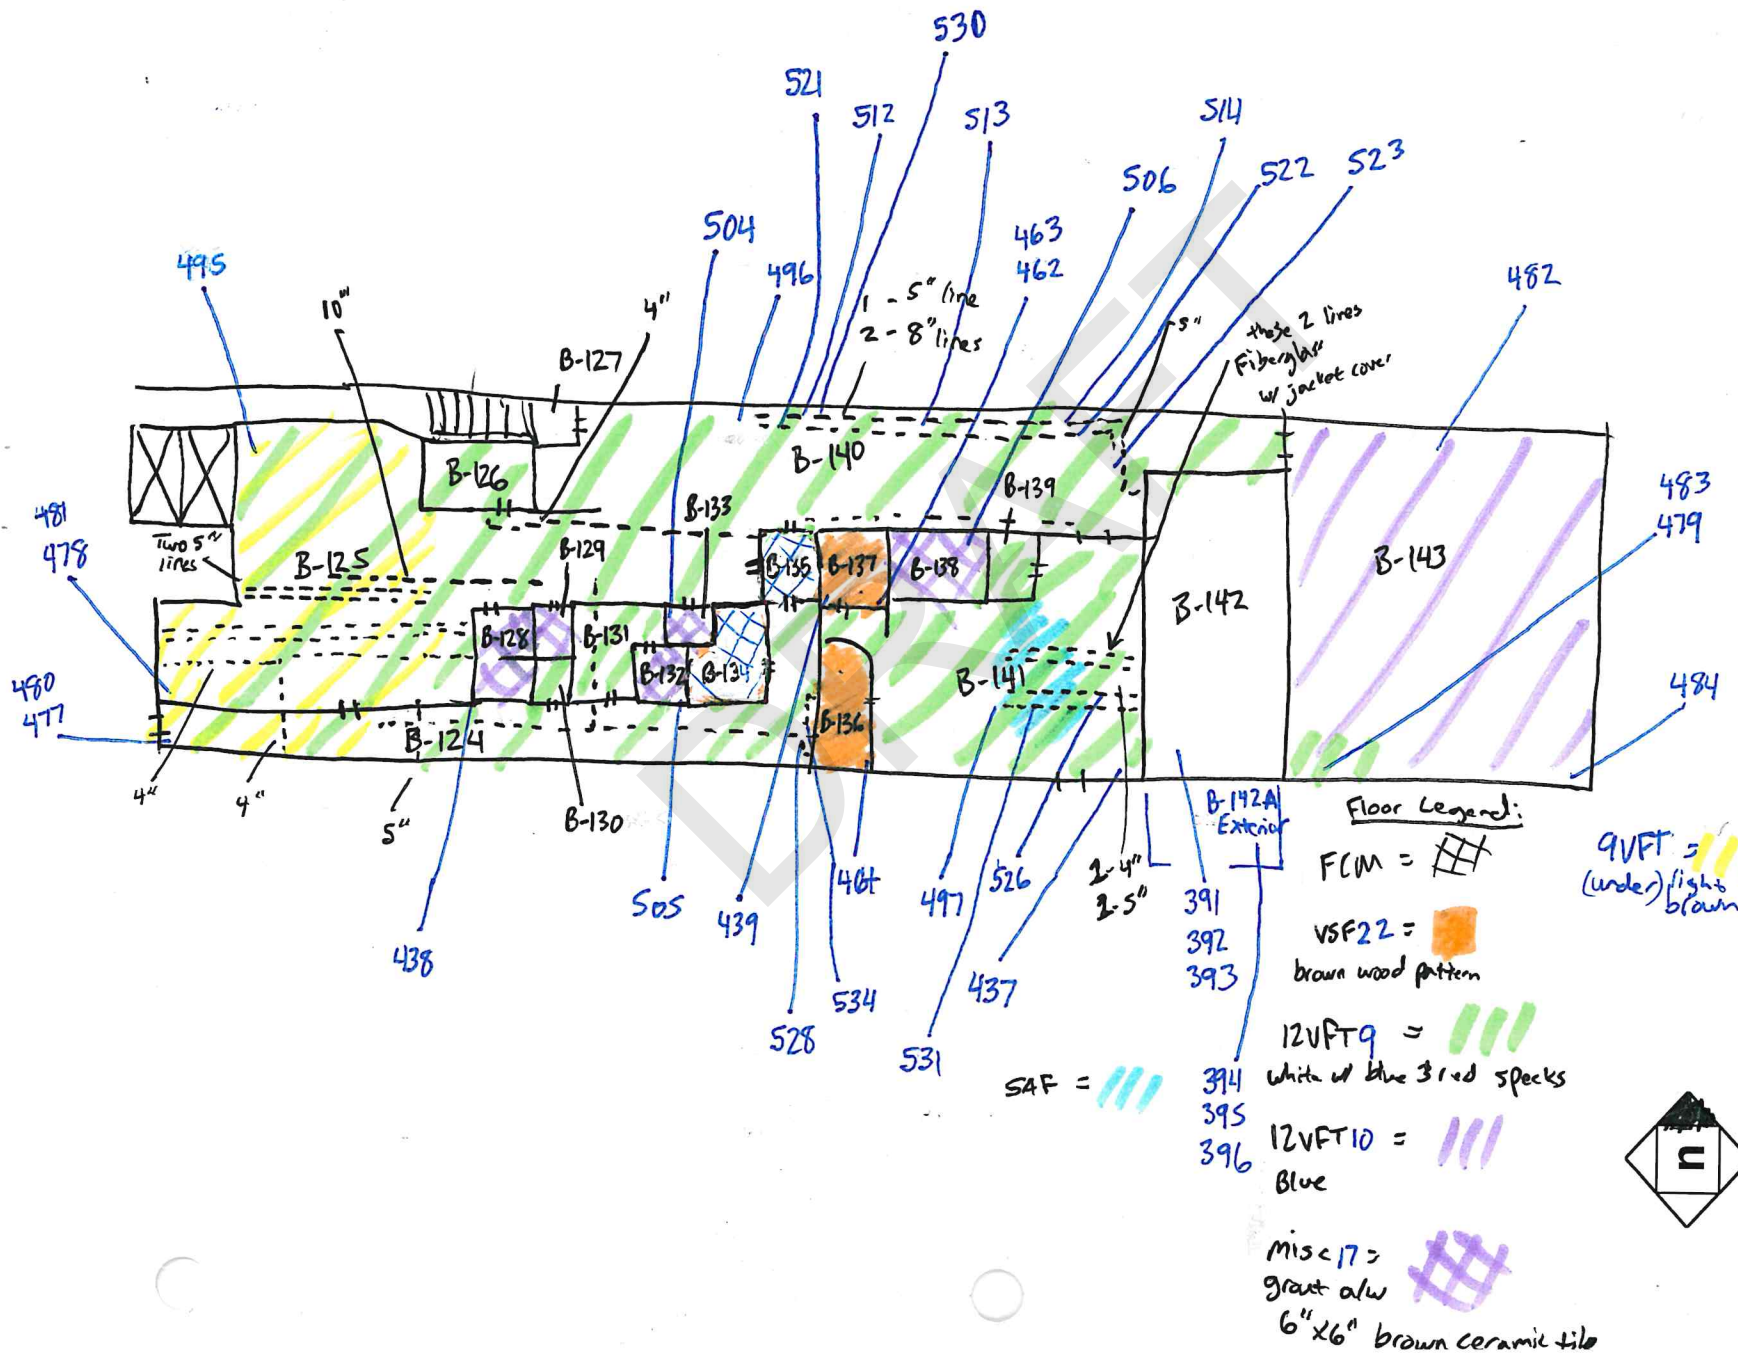 530
521
512
513
514
506
522
523
504
463
462
496
495
482
10"
4"
1 - 5" line
2 - 8" lines
5"
these 2 lines
Fiberglass
w/ jacket cover
B-127
B-140
B-126
B-139
B-133
481
478
Two 5"
lines
B-125
B-129
B-135
B-137
B-138
B-143
483
479
B-142
B-128
B-131
B-132
B-134
B-141
480
477
B-136
484
B-124
4"
4"
5"
B-130
B-142A
Exterior
Floor Legend:
FCM =
9VFT =
(under) light
brown
505
439
464
497
526
2-4"
2-5"
391
392
393
VSF22 =
brown wood pattern
438
534
437
528
531
12VFT9 =
white w/ blue & red specks
SAF =
394
395
396
12VFT10 =
Blue
n
misc17 =
grout a/w
6"x6" brown ceramic tile
DRAFT